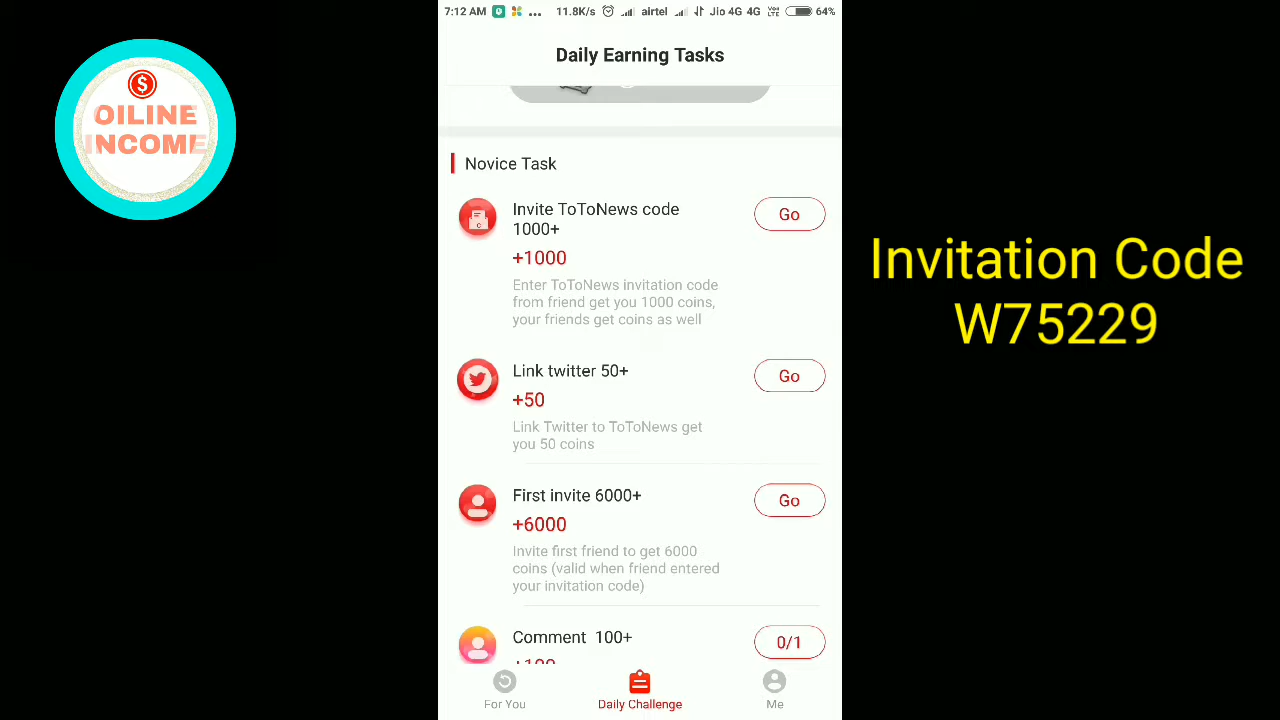 7:12 AM ... 11.8K/s airtel Jio 4G 4G VoLTE 64%
Daily Earning Tasks
$
OILINE
INCOME
Novice Task
Invite ToToNews code
1000+
Go
+1000
Enter ToToNews invitation code
from friend get you 1000 coins,
your friends get coins as well
Link twitter 50+
Go
+50
Link Twitter to ToToNews get
you 50 coins
First invite 6000+
Go
+6000
Invite first friend to get 6000
coins (valid when friend entered
your invitation code)
Comment 100+
0/1
+100
For You
Daily Challenge
Me
Invitation Code
W75229